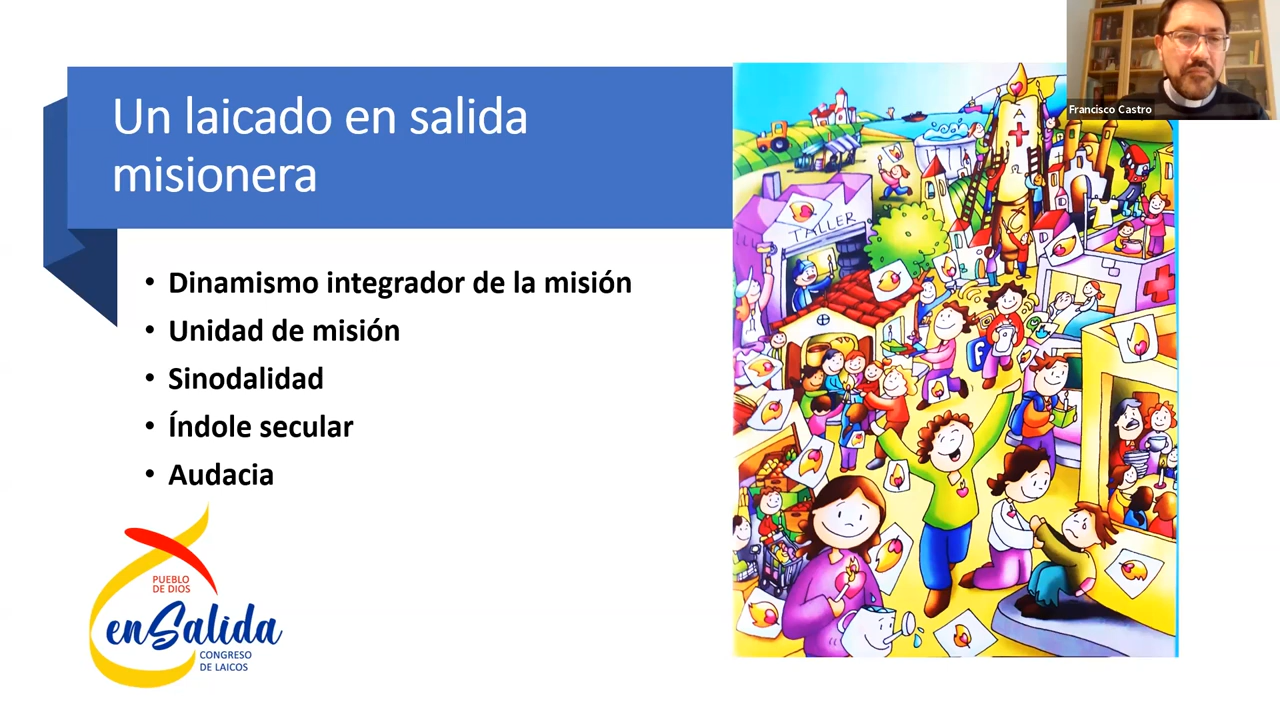 Un laicado en salida
misionera
Francisco Castro
• Dinamismo integrador de la misión
• Unidad de misión
• Sinodalidad
• Índole secular
• Audacia
TALLER
Α
Ω
f
PUEBLO
DE DIOS
enSalida
CONGRESO
DE LAICOS